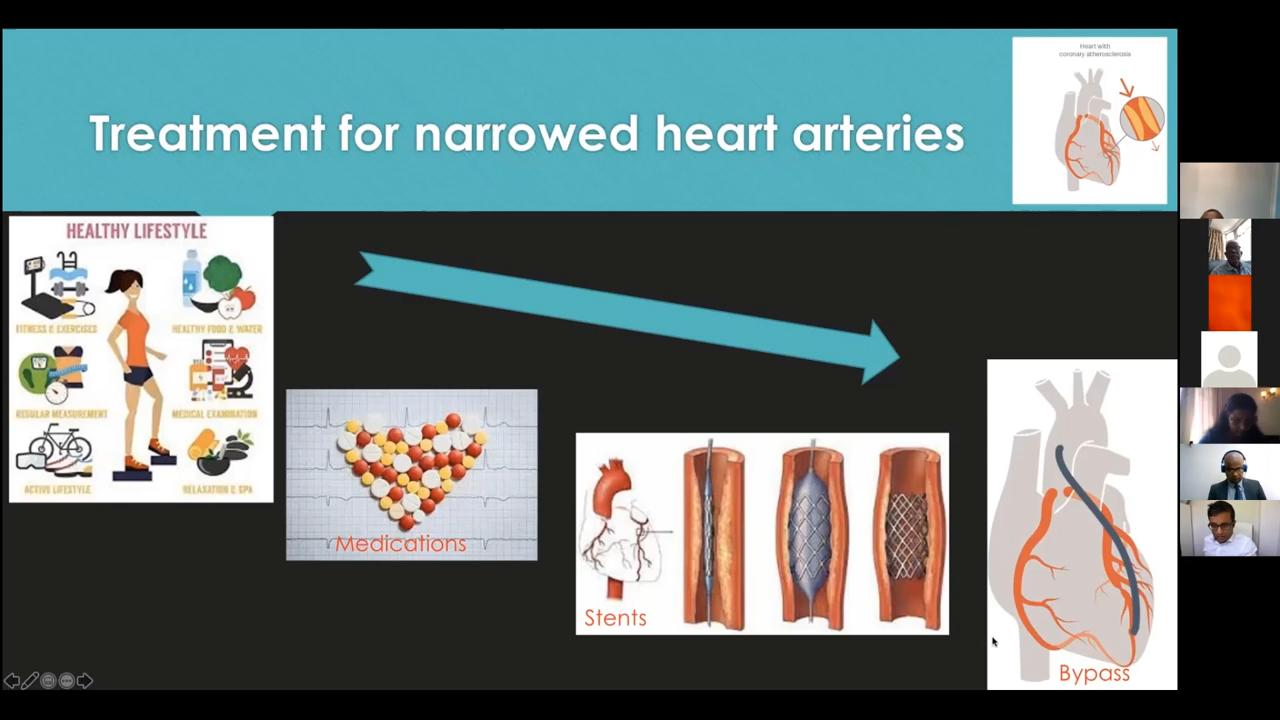 Heart with
coronary atherosclerosis
Treatment for narrowed heart arteries
HEALTHY LIFESTYLE
FITNESS & EXERCISES
HEALTHY FOOD & WATER
REGULAR MEASUREMENT
MEDICAL EXAMINATION
ACTIVE LIFESTYLE
RELAXATION & SPA
Medications
Stents
Bypass